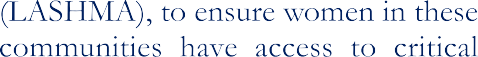 (LASHMA), to ensure women in these
communities have access to critical